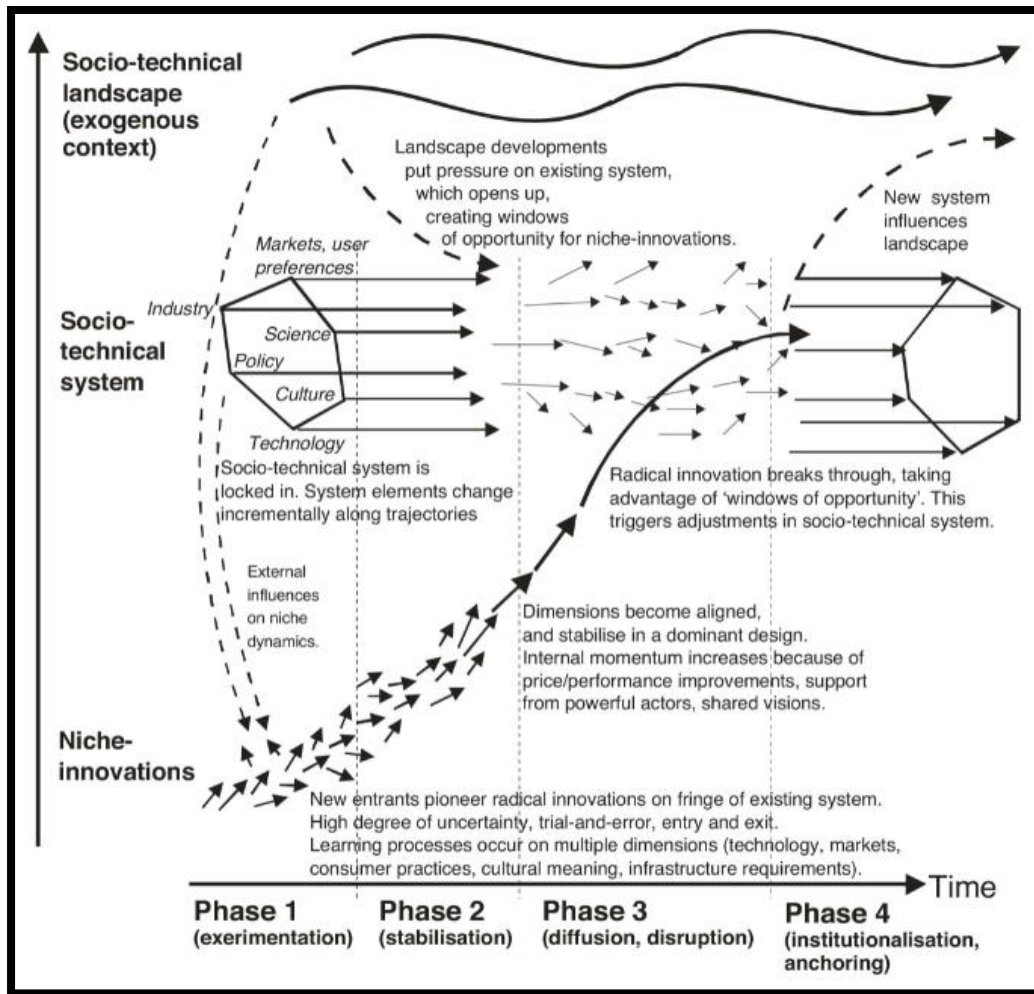 Socio-technical
landscape
(exogenous
context)
Landscape developments
put pressure on existing system,
which opens up,
creating windows
of opportunity for niche-innovations.
New system
influences
landscape
Markets, user
preferences
Industry
Science
Policy
Culture
Technology
Socio-
technical
system
Socio-technical system is
locked in. System elements change
incrementally along trajectories
Radical innovation breaks through, taking
advantage of 'windows of opportunity'. This
triggers adjustments in socio-technical system.
External
influences
on niche
dynamics.
Dimensions become aligned,
and stabilise in a dominant design.
Internal momentum increases because of
price/performance improvements, support
from powerful actors, shared visions.
Niche-
innovations
New entrants pioneer radical innovations on fringe of existing system.
High degree of uncertainty, trial-and-error, entry and exit.
Learning processes occur on multiple dimensions (technology, markets,
consumer practices, cultural meaning, infrastructure requirements).
Time
Phase 1
(exerimentation)
Phase 2
(stabilisation)
Phase 3
(diffusion, disruption)
Phase 4
(institutionalisation,
anchoring)